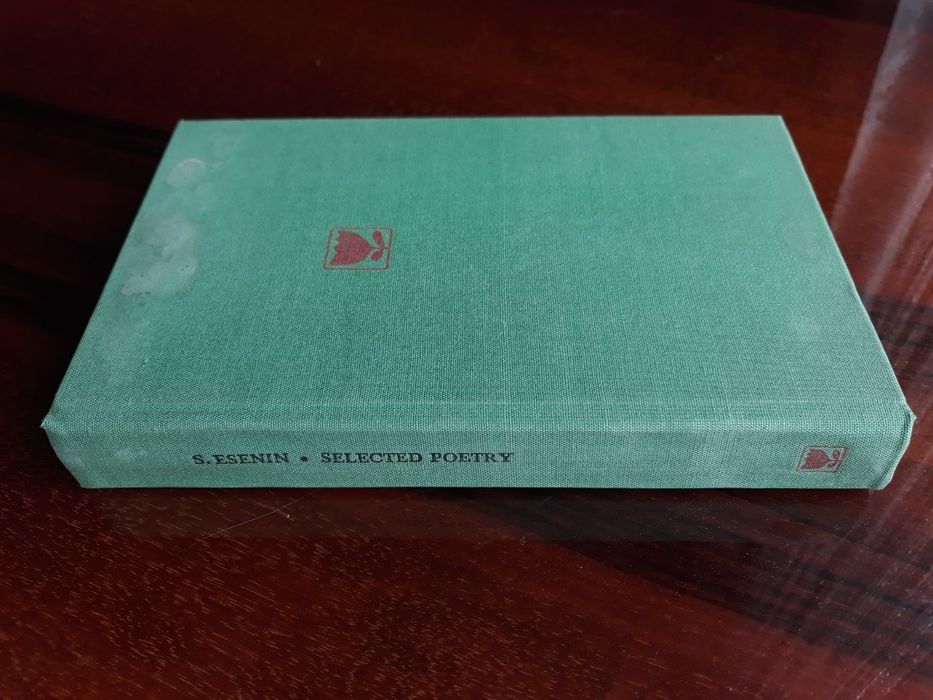 S. ESENIN • SELECTED POETRY